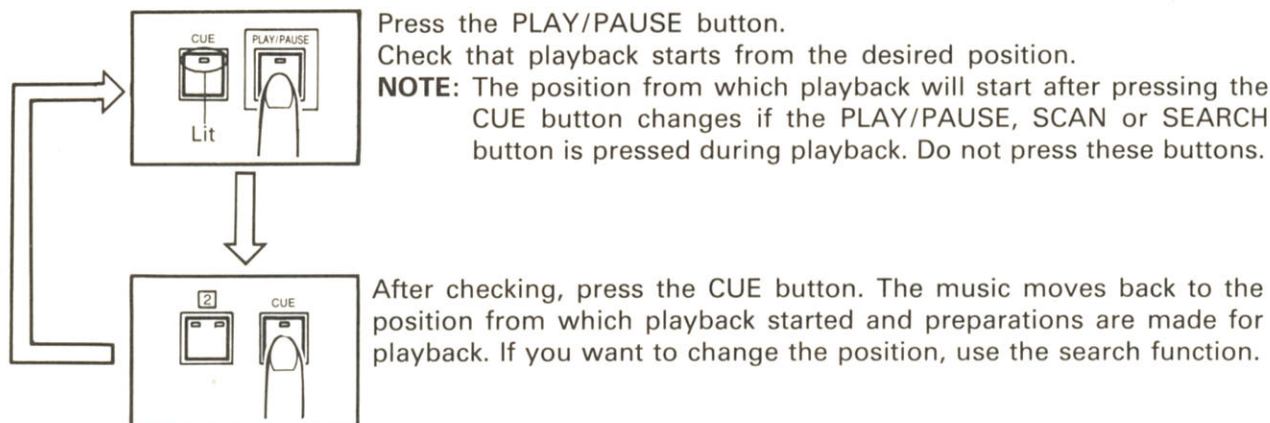 CUE PLAY/PAUSE
Lit
Press the PLAY/PAUSE button.
Check that playback starts from the desired position.
NOTE: The position from which playback will start after pressing the
CUE button changes if the PLAY/PAUSE, SCAN or SEARCH
button is pressed during playback. Do not press these buttons.
2 CUE
After checking, press the CUE button. The music moves back to the
position from which playback started and preparations are made for
playback. If you want to change the position, use the search function.